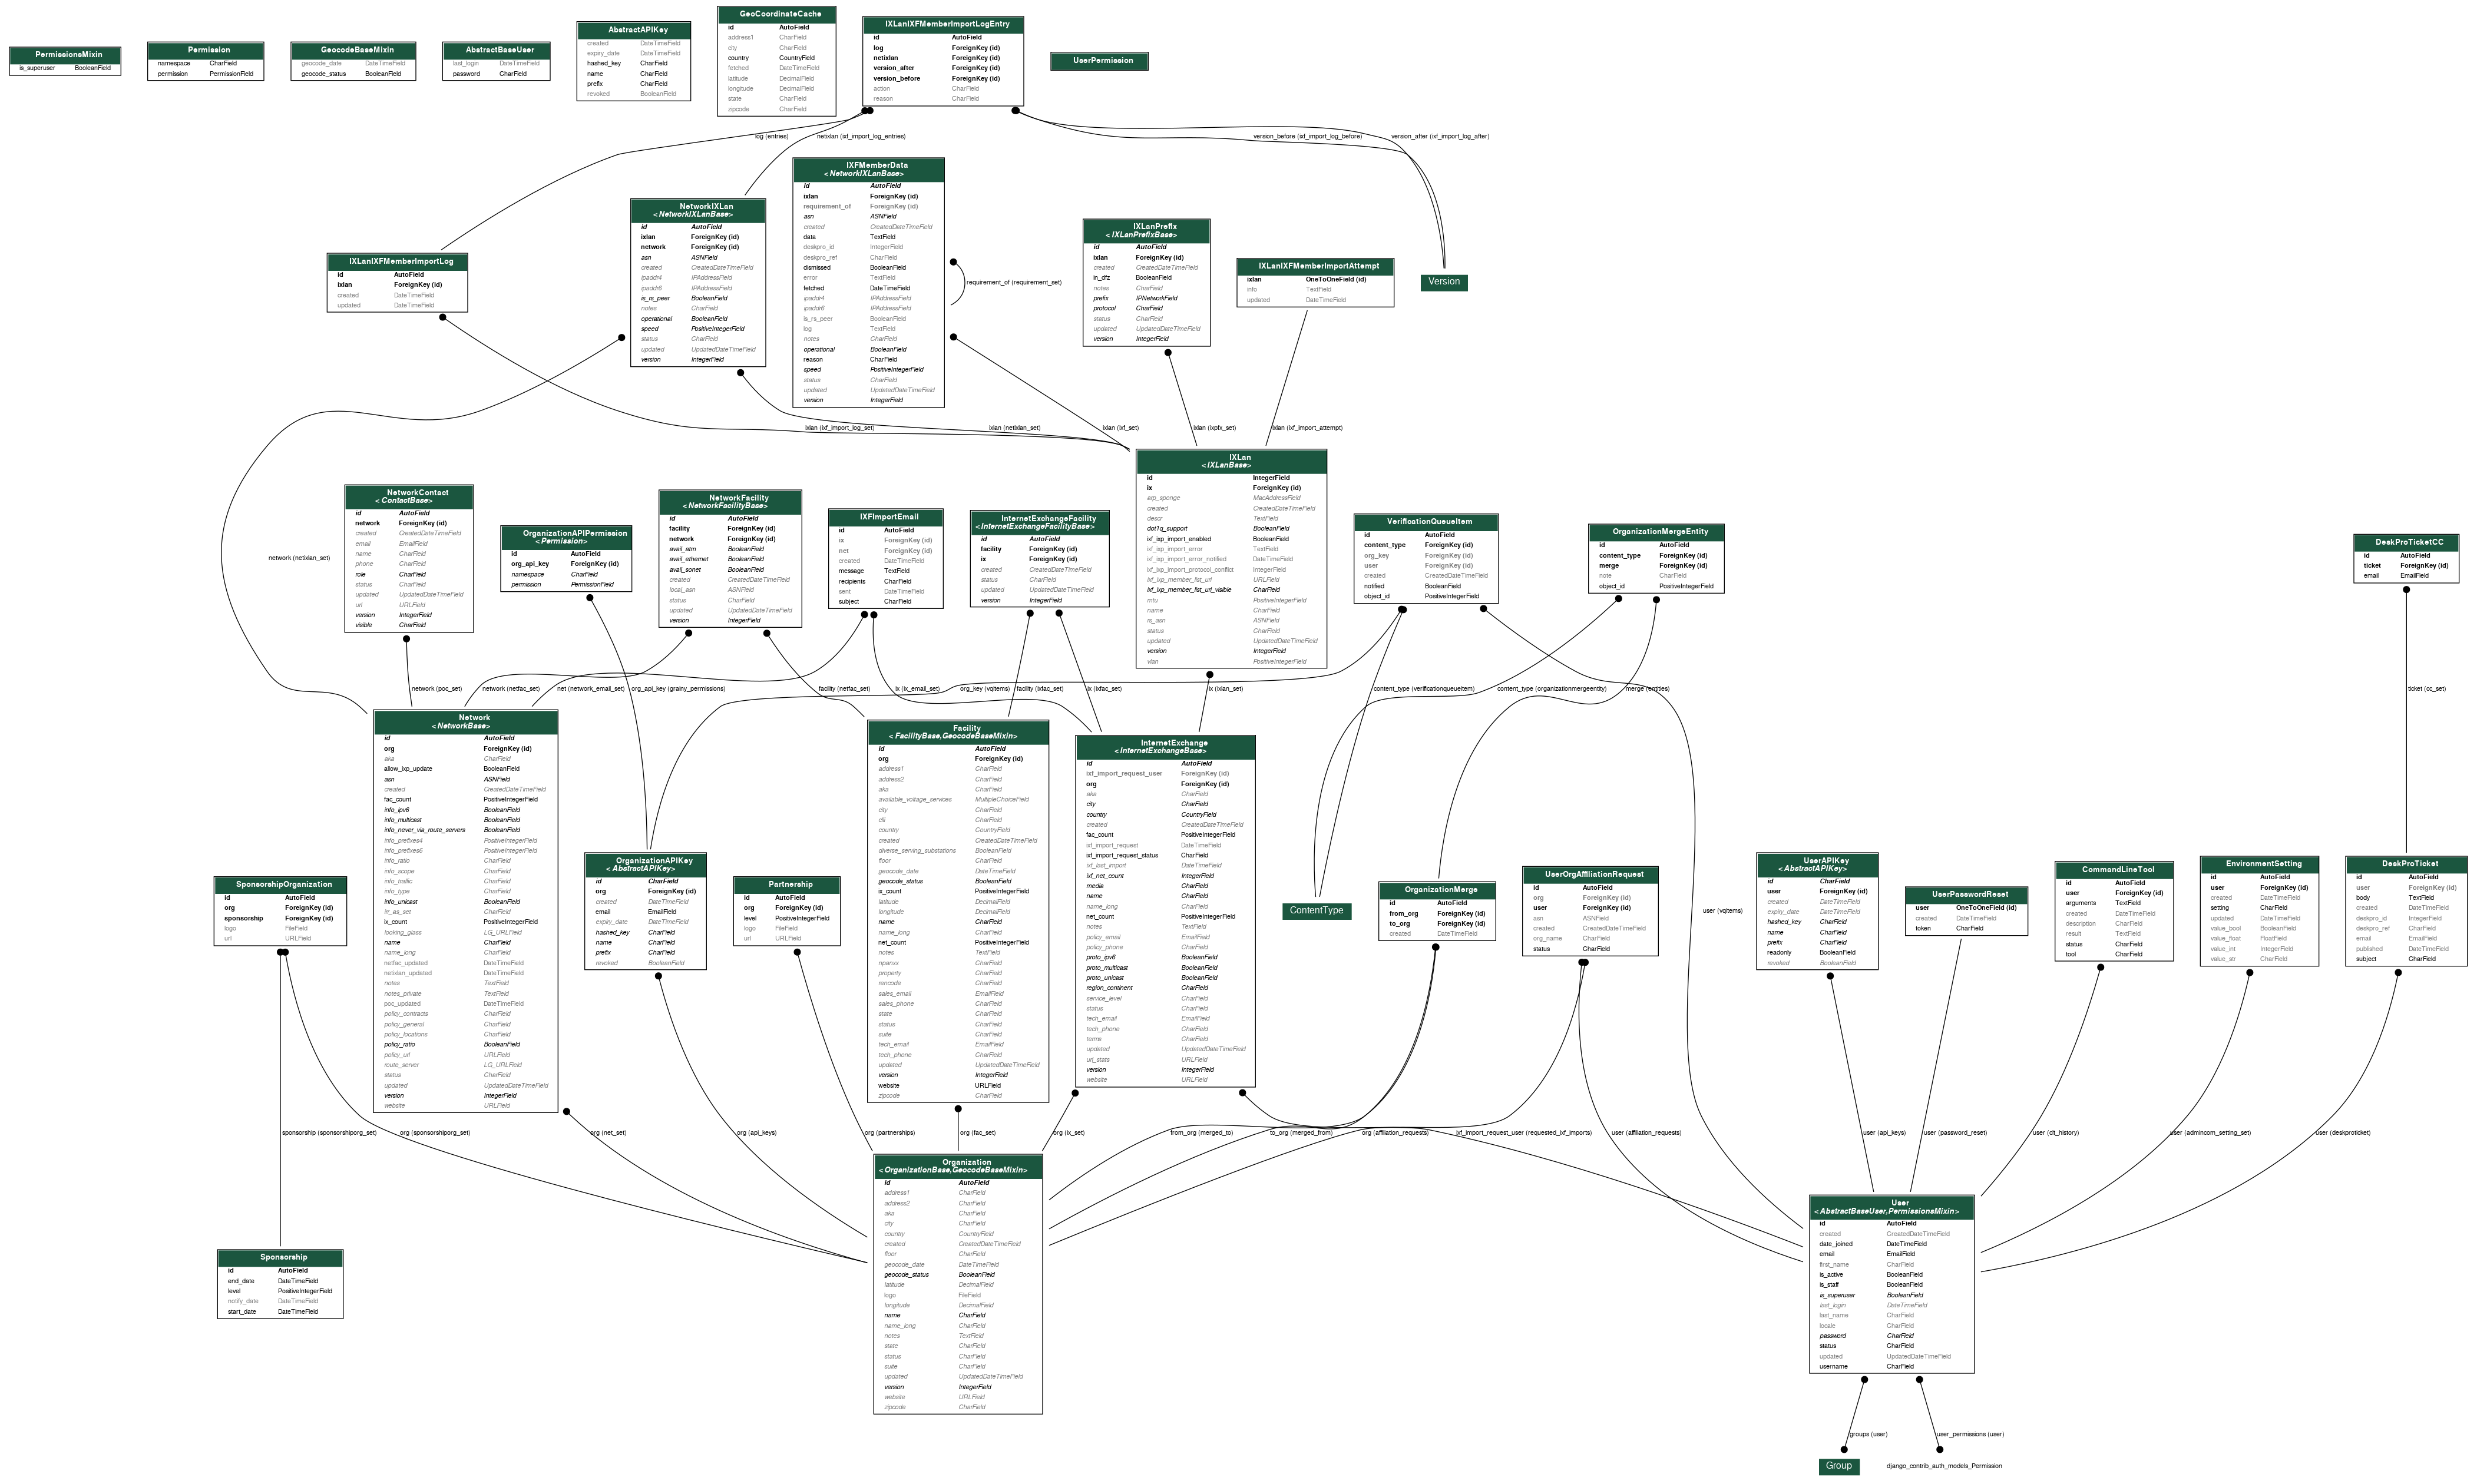 PermissionsMixin
is_superuser BooleanField
Permission
namespace CharField
permission PermissionField
GeocodeBaseMixin
geocode_date DateTimeField
geocode_status BooleanField
AbstractBaseUser
last_login DateTimeField
password CharField
AbstractAPIKey
created DateTimeField
expiry_date DateTimeField
hashed_key CharField
name CharField
prefix CharField
revoked BooleanField
GeoCoordinateCache
id AutoField
address1 CharField
city CharField
country CountryField
fetched DateTimeField
latitude DecimalField
longitude DecimalField
state CharField
zipcode CharField
IXLanIXFMemberImportLogEntry
id AutoField
log ForeignKey (id)
netixlan ForeignKey (id)
version_after ForeignKey (id)
version_before ForeignKey (id)
action CharField
reason CharField
UserPermission
log (entries)
netixlan (ixf_import_log_entries)
version_before (ixf_import_log_before)
version_after (ixf_import_log_after)
IXLanIXFMemberImportLog
id AutoField
ixlan ForeignKey (id)
created DateTimeField
updated DateTimeField
NetworkIXLan
<NetworkIXLanBase>
id AutoField
ixlan ForeignKey (id)
network ForeignKey (id)
asn ASNField
created CreatedDateTimeField
ipaddr4 IPAddressField
ipaddr6 IPAddressField
is_rs_peer BooleanField
notes CharField
operational BooleanField
speed PositiveIntegerField
status CharField
updated UpdatedDateTimeField
version IntegerField
IXFMemberData
<NetworkIXLanBase>
id AutoField
ixlan ForeignKey (id)
requirement_of ForeignKey (id)
asn ASNField
created CreatedDateTimeField
data TextField
deskpro_id IntegerField
deskpro_ref CharField
dismissed BooleanField
error TextField
fetched DateTimeField
ipaddr4 IPAddressField
ipaddr6 IPAddressField
is_rs_peer BooleanField
log TextField
notes CharField
operational BooleanField
reason CharField
speed PositiveIntegerField
status CharField
updated UpdatedDateTimeField
version IntegerField
requirement_of (requirement_set)
IXLanPrefix
<IXLanPrefixBase>
id AutoField
ixlan ForeignKey (id)
created CreatedDateTimeField
in_dfz BooleanField
notes CharField
prefix IPNetworkField
protocol CharField
status CharField
updated UpdatedDateTimeField
version IntegerField
IXLanIXFMemberImportAttempt
ixlan OneToOneField (id)
info TextField
updated DateTimeField
Version
ixlan (ixf_import_log_set)
ixlan (netixlan_set)
ixlan (ixf_set)
ixlan (ixpfx_set)
ixlan (ixf_import_attempt)
network (netixlan_set)
NetworkContact
<ContactBase>
id AutoField
network ForeignKey (id)
created CreatedDateTimeField
email EmailField
name CharField
phone CharField
role CharField
status CharField
updated UpdatedDateTimeField
url URLField
version IntegerField
visible CharField
OrganizationAPIPermission
<Permission>
id AutoField
org_api_key ForeignKey (id)
namespace CharField
permission PermissionField
NetworkFacility
<NetworkFacilityBase>
id AutoField
facility ForeignKey (id)
network ForeignKey (id)
avail_atm BooleanField
avail_ethernet BooleanField
avail_sonet BooleanField
created CreatedDateTimeField
local_asn ASNField
status CharField
updated UpdatedDateTimeField
version IntegerField
IXFImportEmail
id AutoField
ix ForeignKey (id)
net ForeignKey (id)
created DateTimeField
message TextField
recipients CharField
sent DateTimeField
subject CharField
InternetExchangeFacility
<InternetExchangeFacilityBase>
id AutoField
facility ForeignKey (id)
ix ForeignKey (id)
created CreatedDateTimeField
status CharField
updated UpdatedDateTimeField
version IntegerField
IXLan
<IXLanBase>
id IntegerField
ix ForeignKey (id)
arp_sponge MacAddressField
created CreatedDateTimeField
descr TextField
dot1q_support BooleanField
ixf_ixp_import_enabled BooleanField
ixf_ixp_import_error TextField
ixf_ixp_import_error_notified DateTimeField
ixf_ixp_import_protocol_conflict IntegerField
ixf_ixp_member_list_url URLField
ixf_ixp_member_list_url_visible CharField
mtu PositiveIntegerField
name CharField
rs_asn ASNField
status CharField
updated UpdatedDateTimeField
version IntegerField
vlan PositiveIntegerField
VerificationQueueItem
id AutoField
content_type ForeignKey (id)
org_key ForeignKey (id)
user ForeignKey (id)
created CreatedDateTimeField
notified BooleanField
object_id PositiveIntegerField
OrganizationMergeEntity
id AutoField
content_type ForeignKey (id)
merge ForeignKey (id)
note CharField
object_id PositiveIntegerField
DeskProTicketCC
id AutoField
ticket ForeignKey (id)
email EmailField
network (poc_set)
network (netfac_set)
net (network_email_set)
org_api_key (grainy_permissions)
facility (netfac_set)
ix (ix_email_set)
org_key (vqitems)
facility (ixfac_set)
ix (ixfac_set)
ix (ixlan_set)
content_type (verificationqueueitem)
content_type (organizationmergeentity)
merge (entities)
ticket (cc_set)
Network
<NetworkBase>
id AutoField
org ForeignKey (id)
aka CharField
allow_ixp_update BooleanField
asn ASNField
created CreatedDateTimeField
fac_count PositiveIntegerField
info_ipv6 BooleanField
info_multicast BooleanField
info_never_via_route_servers BooleanField
info_prefixes4 PositiveIntegerField
info_prefixes6 PositiveIntegerField
info_ratio CharField
info_scope CharField
info_traffic CharField
info_type CharField
info_unicast BooleanField
irr_as_set CharField
ix_count PositiveIntegerField
looking_glass LG_URLField
name CharField
name_long CharField
netfac_updated DateTimeField
netixlan_updated DateTimeField
notes TextField
notes_private TextField
poc_updated DateTimeField
policy_contracts CharField
policy_general CharField
policy_locations CharField
policy_ratio BooleanField
policy_url URLField
route_server LG_URLField
status CharField
updated UpdatedDateTimeField
version IntegerField
website URLField
Facility
<FacilityBase,GeocodeBaseMixin>
id AutoField
org ForeignKey (id)
address1 CharField
address2 CharField
aka CharField
available_voltage_services MultipleChoiceField
city CharField
clli CharField
country CountryField
created CreatedDateTimeField
diverse_serving_substations BooleanField
floor CharField
geocode_date DateTimeField
geocode_status BooleanField
ix_count PositiveIntegerField
latitude DecimalField
longitude DecimalField
name CharField
name_long CharField
net_count PositiveIntegerField
notes TextField
npanxx CharField
property CharField
rencode CharField
sales_email EmailField
sales_phone CharField
state CharField
status CharField
suite CharField
tech_email EmailField
tech_phone CharField
updated UpdatedDateTimeField
version IntegerField
website URLField
zipcode CharField
InternetExchange
<InternetExchangeBase>
id AutoField
ixf_import_request_user ForeignKey (id)
org ForeignKey (id)
aka CharField
city CharField
country CountryField
created CreatedDateTimeField
fac_count PositiveIntegerField
ixf_import_request DateTimeField
ixf_import_request_status CharField
ixf_last_import DateTimeField
ixf_net_count IntegerField
media CharField
name CharField
name_long CharField
net_count PositiveIntegerField
notes TextField
policy_email EmailField
policy_phone CharField
proto_ipv6 BooleanField
proto_multicast BooleanField
proto_unicast BooleanField
region_continent CharField
service_level CharField
status CharField
tech_email EmailField
tech_phone CharField
terms CharField
updated UpdatedDateTimeField
url_stats URLField
version IntegerField
website URLField
SponsorshipOrganization
id AutoField
org ForeignKey (id)
sponsorship ForeignKey (id)
logo FileField
url URLField
OrganizationAPIKey
<AbstractAPIKey>
id CharField
org ForeignKey (id)
created DateTimeField
email EmailField
expiry_date DateTimeField
hashed_key CharField
name CharField
prefix CharField
revoked BooleanField
Partnership
id AutoField
org ForeignKey (id)
level PositiveIntegerField
logo FileField
url URLField
ContentType
OrganizationMerge
id AutoField
from_org ForeignKey (id)
to_org ForeignKey (id)
created DateTimeField
UserOrgAffiliationRequest
id AutoField
org ForeignKey (id)
user ForeignKey (id)
asn ASNField
created CreatedDateTimeField
org_name CharField
status CharField
user (vqitems)
UserAPIKey
<AbstractAPIKey>
id CharField
user ForeignKey (id)
created DateTimeField
expiry_date DateTimeField
hashed_key CharField
name CharField
prefix CharField
readonly BooleanField
revoked BooleanField
UserPasswordReset
user OneToOneField (id)
created DateTimeField
token CharField
CommandLineTool
id AutoField
user ForeignKey (id)
arguments TextField
created DateTimeField
description CharField
result TextField
status CharField
tool CharField
EnvironmentSetting
id AutoField
user ForeignKey (id)
created DateTimeField
setting CharField
updated DateTimeField
value_bool BooleanField
value_float FloatField
value_int IntegerField
value_str CharField
DeskProTicket
id AutoField
user ForeignKey (id)
body TextField
created DateTimeField
deskpro_id IntegerField
deskpro_ref CharField
email EmailField
published DateTimeField
subject CharField
sponsorship (sponsorshiporg_set)
org (sponsorshiporg_set)
org (net_set)
org (api_keys)
org (partnerships)
org (fac_set)
org (ix_set)
from_org (merged_to)
to_org (merged_from)
org (affiliation_requests)
ixf_import_request_user (requested_ixf_imports)
user (affiliation_requests)
user (api_keys)
user (password_reset)
user (clt_history)
user (admincom_setting_set)
user (deskproticket)
Sponsorship
id AutoField
end_date DateTimeField
level PositiveIntegerField
notify_date DateTimeField
start_date DateTimeField
Organization
<OrganizationBase,GeocodeBaseMixin>
id AutoField
address1 CharField
address2 CharField
aka CharField
city CharField
country CountryField
created CreatedDateTimeField
floor CharField
geocode_date DateTimeField
geocode_status BooleanField
latitude DecimalField
logo FileField
longitude DecimalField
name CharField
name_long CharField
notes TextField
state CharField
status CharField
suite CharField
updated UpdatedDateTimeField
version IntegerField
website URLField
zipcode CharField
User
<AbstractBaseUser,PermissionsMixin>
id AutoField
created CreatedDateTimeField
date_joined DateTimeField
email EmailField
first_name CharField
is_active BooleanField
is_staff BooleanField
is_superuser BooleanField
last_login DateTimeField
last_name CharField
locale CharField
password CharField
status CharField
updated UpdatedDateTimeField
username CharField
groups (user)
user_permissions (user)
Group
django_contrib_auth_models_Permission